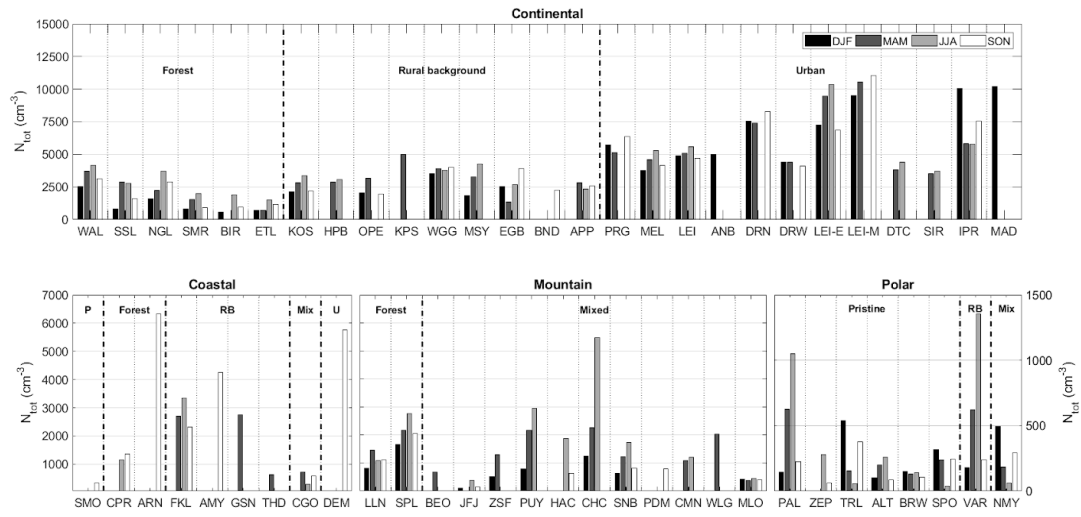 Continental
15000
12500
10000
7500
5000
2500
0
N_tot (cm^-3)
Forest
Rural background
Urban
DJF MAM JJA SON
WAL SSL NGL SMR BIR ETL KOS HPB OPE KPS WGG MSY EGB BND APP PRG MEL LEI ANB DRN DRW LEI-E LEI-M DTC SIR IPR MAD
Coastal
7000
6000
5000
4000
3000
2000
1000
N_tot (cm^-3)
P Forest RB Mix U
SMO CPR ARN FKL AMY GSN THD CGO DEM
Mountain
Forest Mixed
LLN SPL BEO JFJ ZSF PUY HAC CHC SNB PDM CMN WLG MLO
Polar
Pristine RB Mix
PAL ZEP TRL ALT BRW SPO VAR NMY
1500
1000
500
0
N_tot (cm^-3)